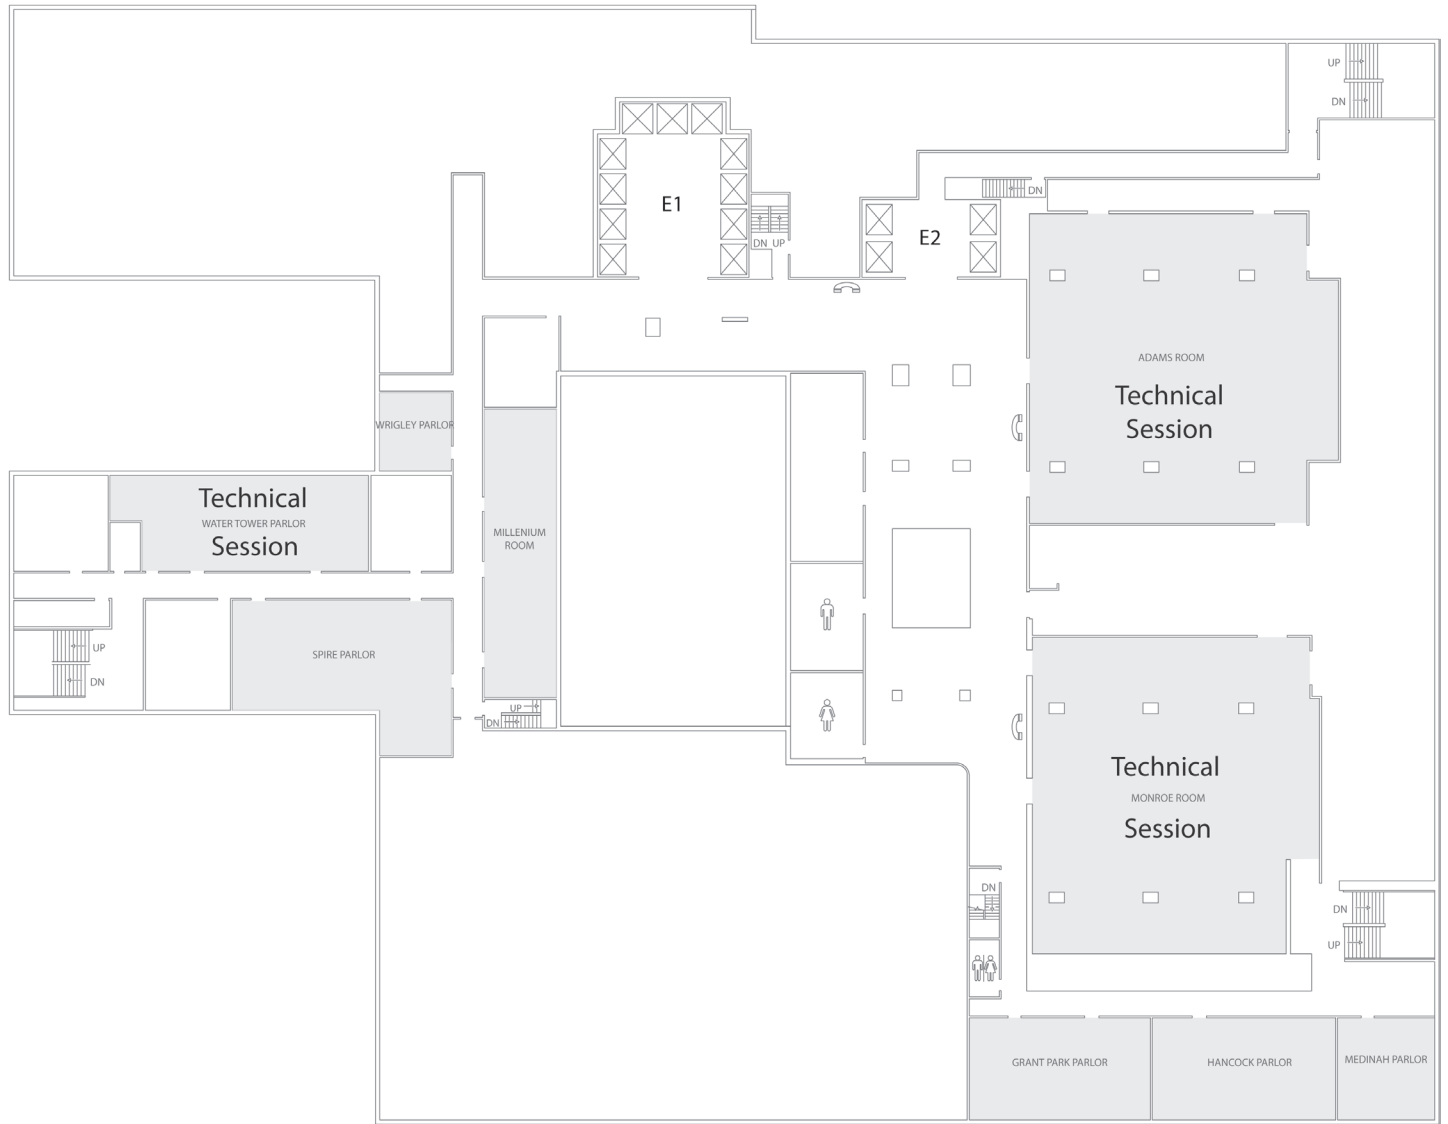 UP
DN
E1
DN
E2
DN UP
ADAMS ROOM
Technical
Session
WRIGLEY PARLOR
Technical
WATER TOWER PARLOR
Session
MILLENIUM
ROOM
UP
DN
SPIRE PARLOR
UP
DN
Technical
MONROE ROOM
Session
DN
DN
UP
GRANT PARK PARLOR
HANCOCK PARLOR
MEDINAH PARLOR